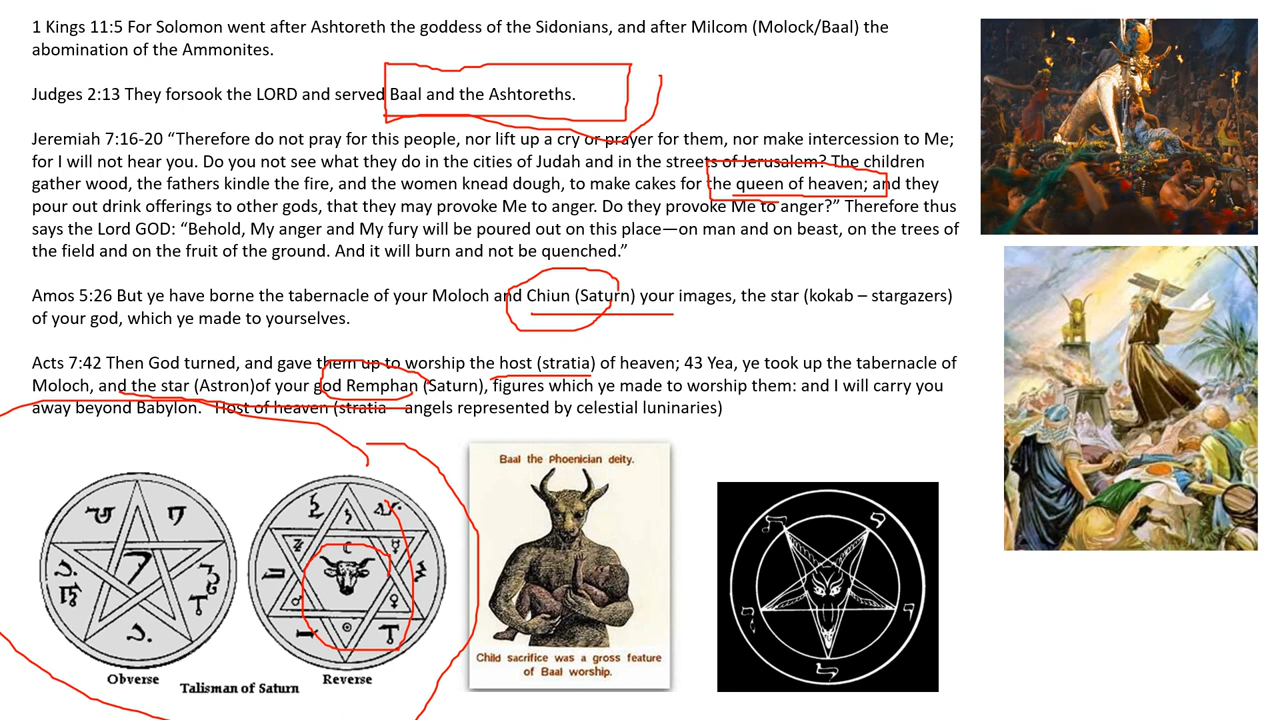 1 Kings 11:5 For Solomon went after Ashtoreth the goddess of the Sidonians, and after Milcom (Molock/Baal) the
abomination of the Ammonites.
Judges 2:13 They forsook the LORD and served Baal and the Ashtoreths.
Jeremiah 7:16-20 “Therefore do not pray for this people, nor lift up a cry or prayer for them, nor make intercession to Me;
for I will not hear you. Do you not see what they do in the cities of Judah and in the streets of Jerusalem? The children
gather wood, the fathers kindle the fire, and the women knead dough, to make cakes for the queen of heaven; and they
pour out drink offerings to other gods, that they may provoke Me to anger. Do they provoke Me to anger?” Therefore thus
says the Lord GOD: “Behold, My anger and My fury will be poured out on this place—on man and on beast, on the trees of
the field and on the fruit of the ground. And it will burn and not be quenched.”
Amos 5:26 But ye have borne the tabernacle of your Moloch and Chiun (Saturn) your images, the star (kokab – stargazers)
of your god, which ye made to yourselves.
Acts 7:42 Then God turned, and gave them up to worship the host (stratia) of heaven; 43 Yea, ye took up the tabernacle of
Moloch, and the star (Astron)of your god Remphan (Saturn), figures which ye made to worship them: and I will carry you
away beyond Babylon. Host of heaven (stratia – angels represented by celestial luninaries)
Baal the Phoenician deity.
Child sacrifice was a gross feature
of Baal worship.
Obverse
Reverse
Talisman of Saturn